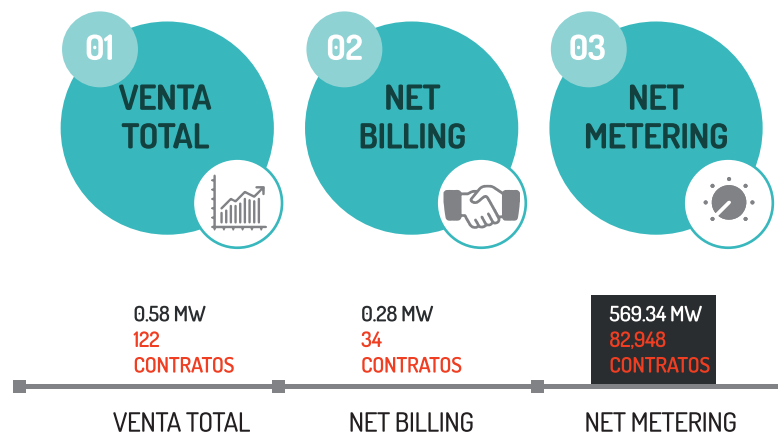 01
VENTA
TOTAL
02
NET
BILLING
03
NET
METERING
0.58 MW
122
CONTRATOS
0.28 MW
34
CONTRATOS
569.34 MW
82,948
CONTRATOS
VENTA TOTAL
NET BILLING
NET METERING